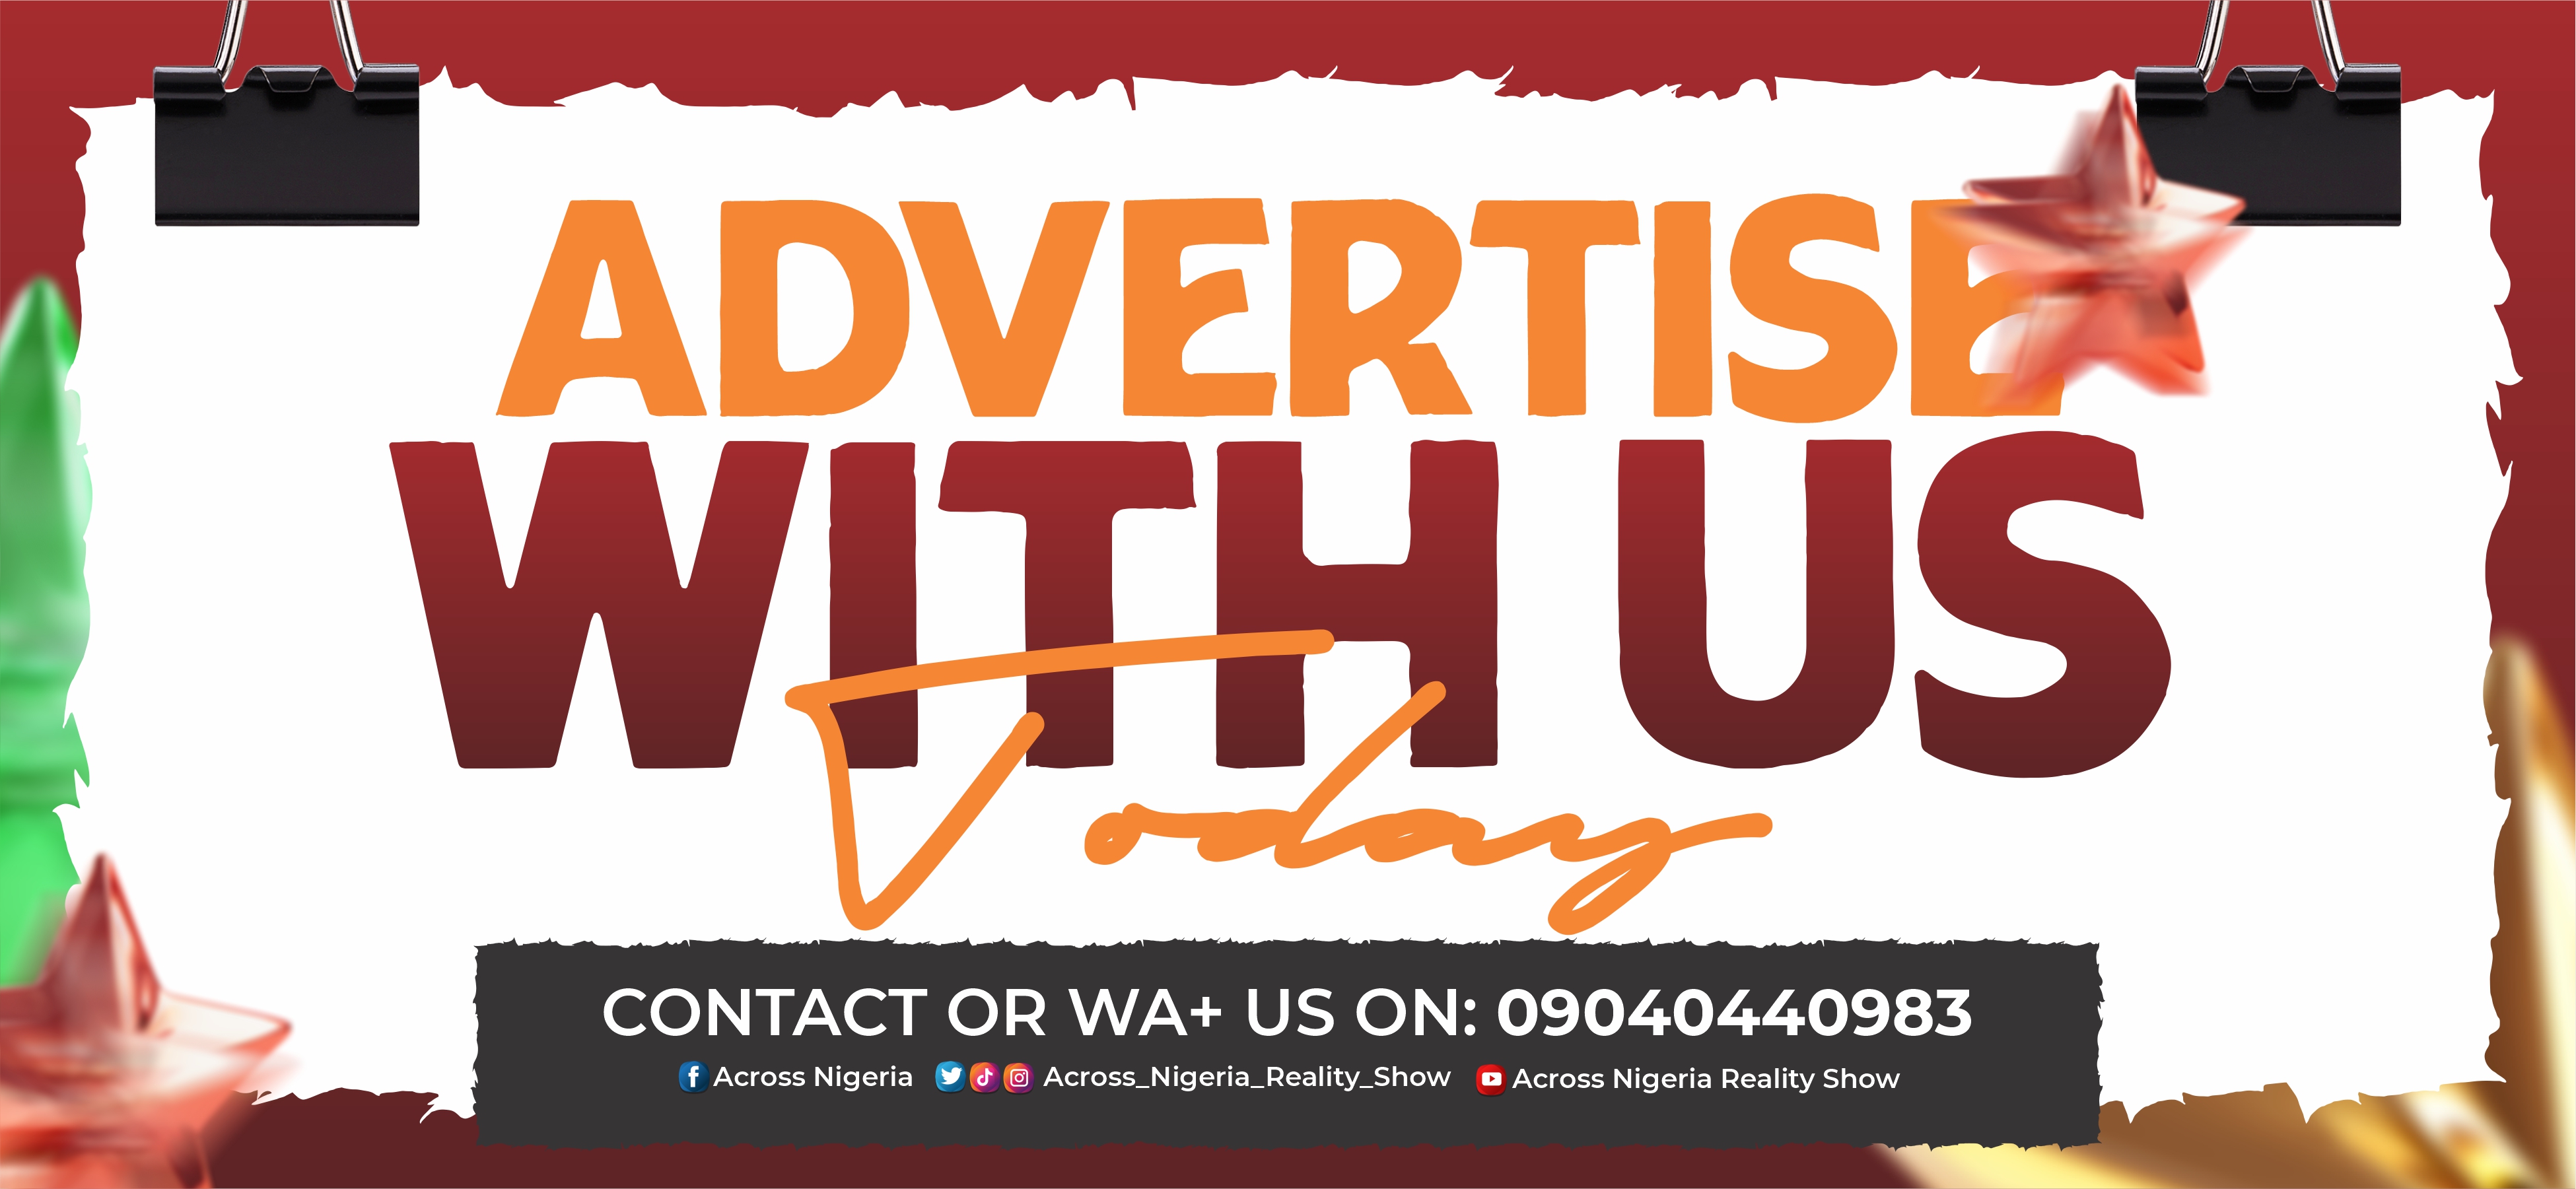 ADVERTISE
WITH US
Today
CONTACT OR WA+ US ON: 09040440983
Across Nigeria Across_Nigeria_Reality_Show Across Nigeria Reality Show